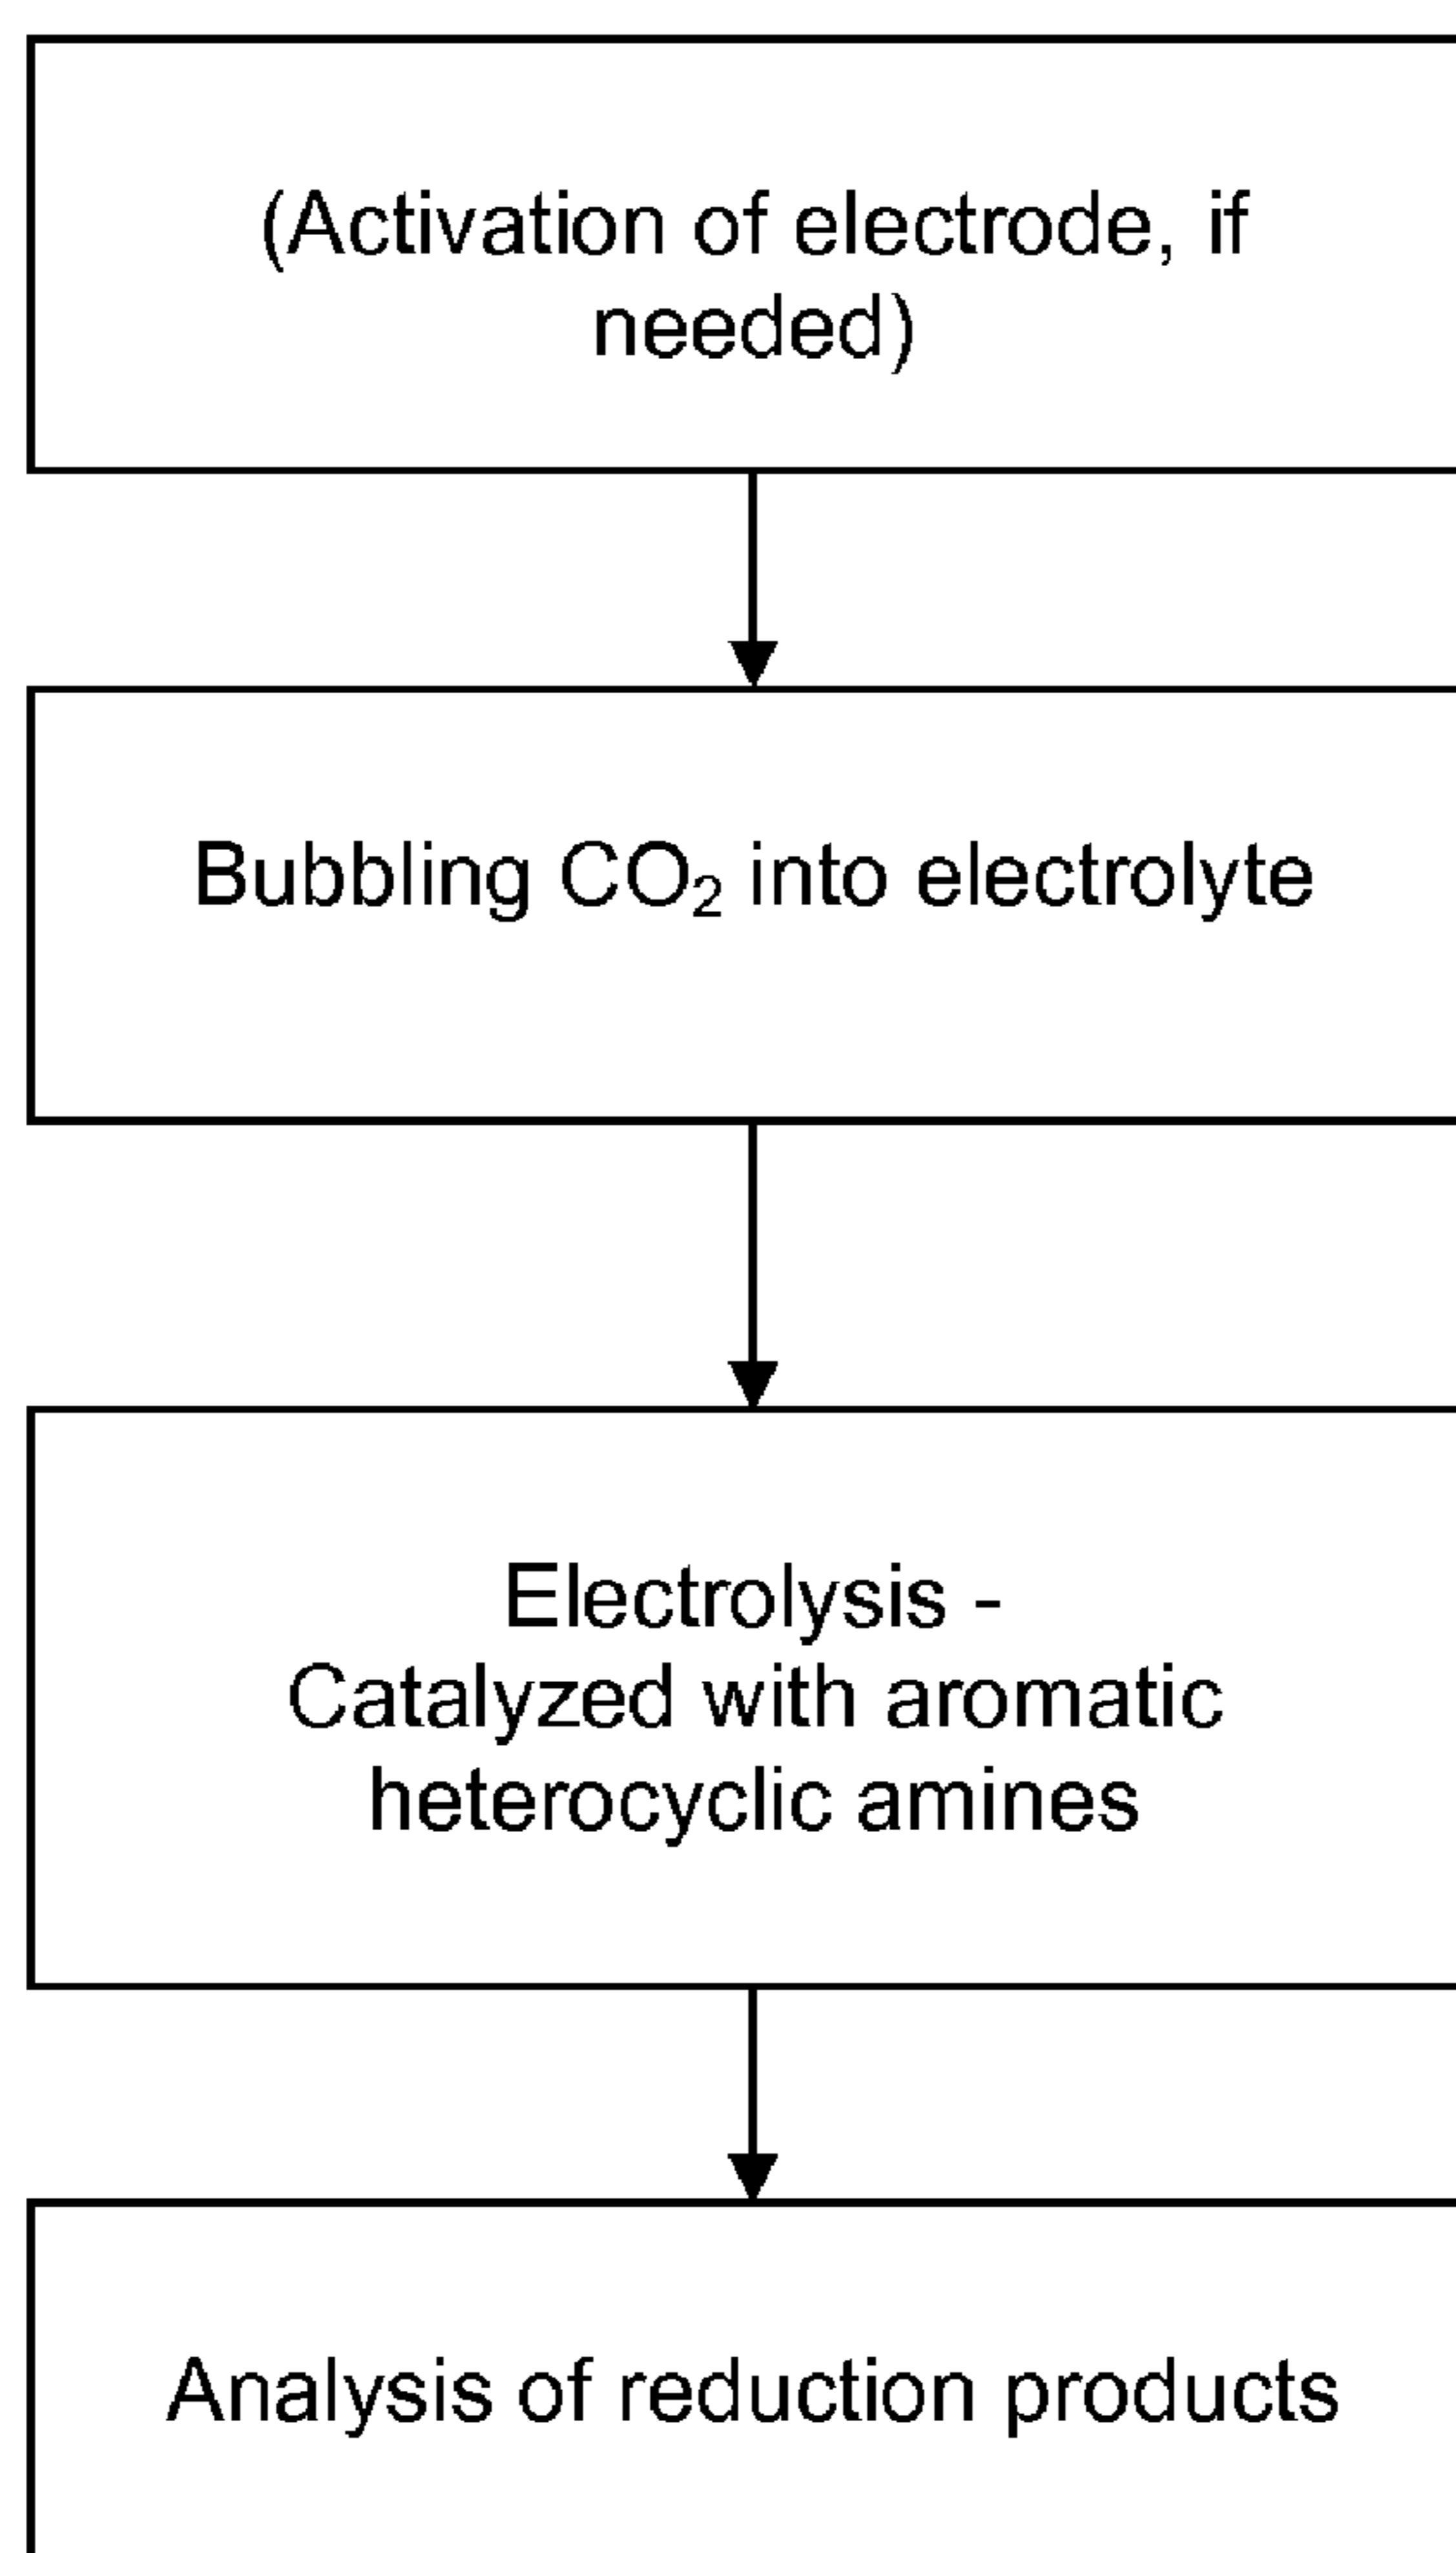 (Activation of electrode, if
needed)
Bubbling CO₂ into electrolyte
Electrolysis -
Catalyzed with aromatic
heterocyclic amines
Analysis of reduction products